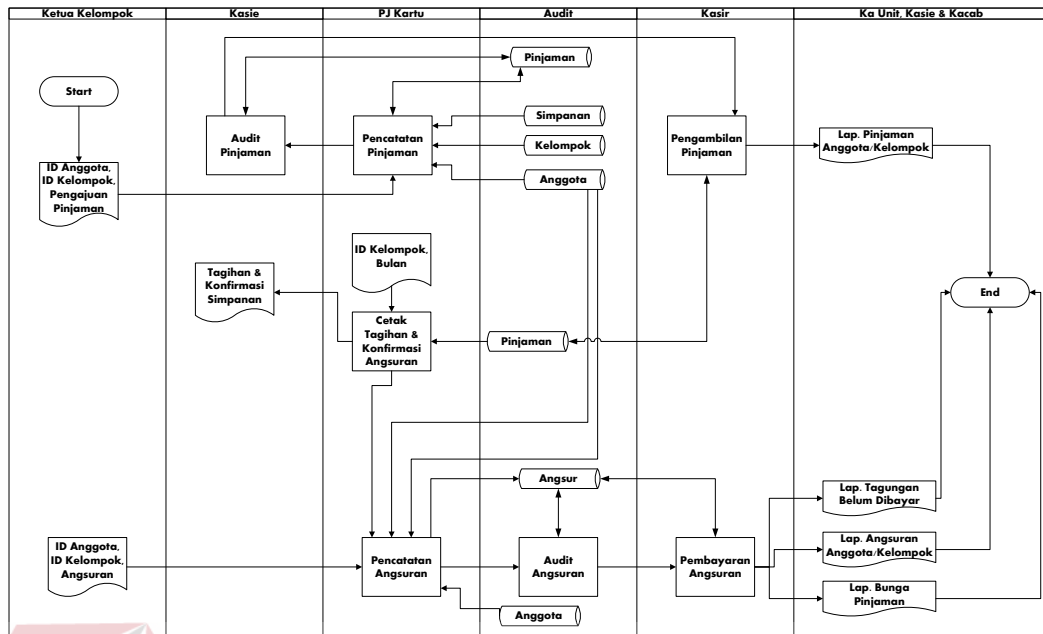 Ketua Kelompok
Kasie
PJ Kartu
Audit
Kasir
Ka Unit, Kasie & Kacab
Start
Pinjaman
Audit
Pinjaman
Pencatatan
Pinjaman
Simpanan
Kelompok
Anggota
Pengambilan
Pinjaman
Lap. Pinjaman
Anggota/Kelompok
ID Anggota,
ID Kelompok,
Pengajuan
Pinjaman
Tagihan &
Konfirmasi
Simpanan
ID Kelompok,
Bulan
Cetak
Tagihan &
Konfirmasi
Angsuran
Pinjaman
End
Angsur
Lap. Tagungan
Belum Dibayar
ID Anggota,
ID Kelompok,
Angsuran
Pencatatan
Angsuran
Audit
Angsuran
Pembayaran
Angsuran
Lap. Angsuran
Anggota/Kelompok
Lap. Bunga
Pinjaman
Anggota